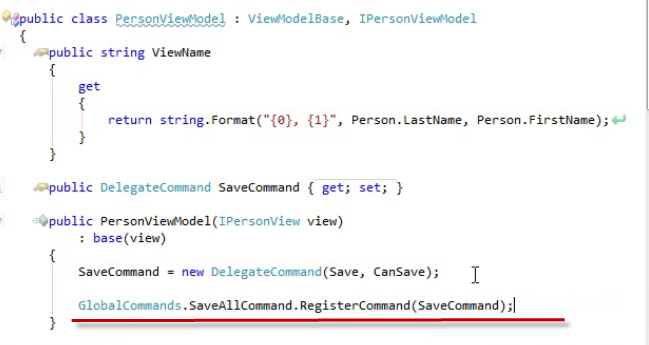 public class PersonViewModel : ViewModelBase, IPersonViewModel
{
public string ViewName
{
get
{
return string.Format("{0}, {1}", Person.LastName, Person.FirstName);
}
}
public DelegateCommand SaveCommand { get; set; }
public PersonViewModel(IPersonView view)
: base(view)
{
SaveCommand = new DelegateCommand(Save, CanSave);
GlobalCommands.SaveAllCommand.RegisterCommand(SaveCommand);
}